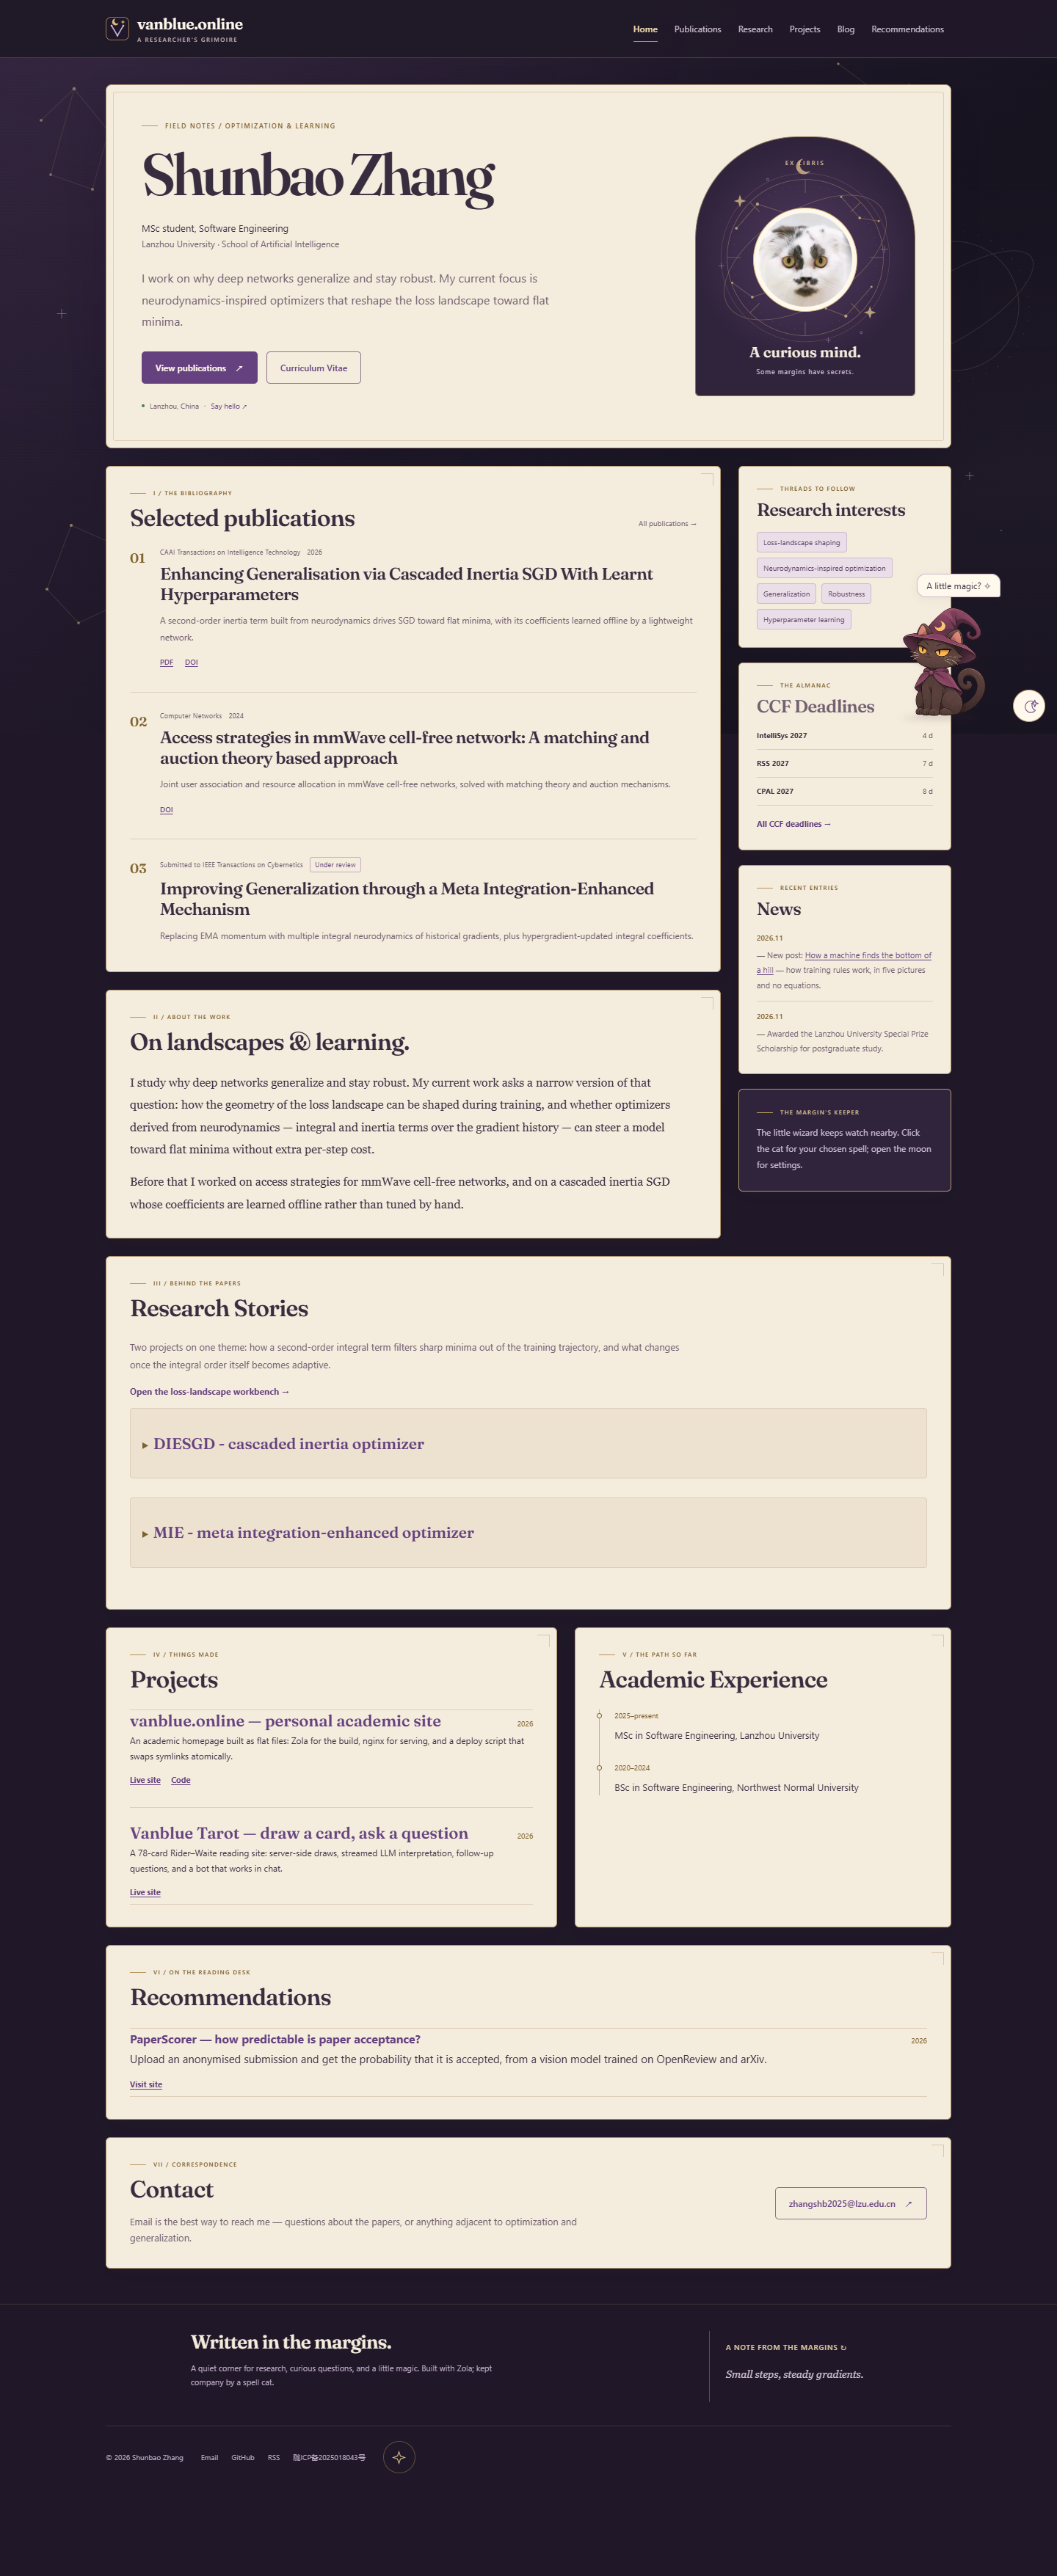 vanblue.online
A RESEARCHER'S GRIMOIRE
Home
Publications
Research
Projects
Blog
Recommendations
FIELD NOTES / OPTIMIZATION & LEARNING
Shunbao Zhang
MSc student, Software Engineering
Lanzhou University · School of Artificial Intelligence
I work on why deep networks generalize and stay robust. My current focus is
neurodynamics-inspired optimizers that reshape the loss landscape toward flat
minima.
View publications ↗
Curriculum Vitae
Lanzhou, China · Say hello ↗
EX LIBRIS
A curious mind.
Some margins have secrets.
I / THE BIBLIOGRAPHY
Selected publications
All publications →
01
CAAI Transactions on Intelligence Technology 2026
Enhancing Generalisation via Cascaded Inertia SGD With Learnt
Hyperparameters
A second-order inertia term built from neurodynamics drives SGD toward flat minima, with its coefficients learned offline by a lightweight
network.
PDF DOI
02
Computer Networks 2024
Access strategies in mmWave cell-free network: A matching and
auction theory based approach
Joint user association and resource allocation in mmWave cell-free networks, solved with matching theory and auction mechanisms.
DOI
03
Submitted to IEEE Transactions on Cybernetics Under review
Improving Generalization through a Meta Integration-Enhanced
Mechanism
Replacing EMA momentum with multiple integral neurodynamics of historical gradients, plus hypergradient-updated integral coefficients.
THREADS TO FOLLOW
Research interests
Loss-landscape shaping
Neurodynamics-inspired optimization
Generalization
Robustness
Hyperparameter learning
A little magic? ✧
THE ALMANAC
CCF Deadlines
IntelliSys 2027 4 d
RSS 2027 7 d
CPAL 2027 8 d
All CCF deadlines →
RECENT ENTRIES
News
2026.11
— New post: How a machine finds the bottom of
a hill — how training rules work, in five pictures
and no equations.
2026.11
— Awarded the Lanzhou University Special Prize
Scholarship for postgraduate study.
THE MARGIN'S KEEPER
The little wizard keeps watch nearby. Click
the cat for your chosen spell; open the moon
for settings.
II / ABOUT THE WORK
On landscapes & learning.
I study why deep networks generalize and stay robust. My current work asks a narrow version of that
question: how the geometry of the loss landscape can be shaped during training, and whether optimizers
derived from neurodynamics — integral and inertia terms over the gradient history — can steer a model
toward flat minima without extra per-step cost.
Before that I worked on access strategies for mmWave cell-free networks, and on a cascaded inertia SGD
whose coefficients are learned offline rather than tuned by hand.
III / BEHIND THE PAPERS
Research Stories
Two projects on one theme: how a second-order integral term filters sharp minima out of the training trajectory, and what changes
once the integral order itself becomes adaptive.
Open the loss-landscape workbench →
▸ DIESGD - cascaded inertia optimizer
▸ MIE - meta integration-enhanced optimizer
IV / THINGS MADE
Projects
vanblue.online — personal academic site 2026
An academic homepage built as flat files: Zola for the build, nginx for serving, and a deploy script that
swaps symlinks atomically.
Live site Code
Vanblue Tarot — draw a card, ask a question 2026
A 78-card Rider–Waite reading site: server-side draws, streamed LLM interpretation, follow-up
questions, and a bot that works in chat.
Live site
V / THE PATH SO FAR
Academic Experience
2025–present
MSc in Software Engineering, Lanzhou University
2020–2024
BSc in Software Engineering, Northwest Normal University
VI / ON THE READING DESK
Recommendations
PaperScorer — how predictable is paper acceptance? 2026
Upload an anonymised submission and get the probability that it is accepted, from a vision model trained on OpenReview and arXiv.
Visit site
VII / CORRESPONDENCE
Contact
Email is the best way to reach me — questions about the papers, or anything adjacent to optimization and
generalization.
zhangshb2025@lzu.edu.cn ↗
Written in the margins.
A quiet corner for research, curious questions, and a little magic. Built with Zola; kept
company by a spell cat.
A NOTE FROM THE MARGINS ↻
Small steps, steady gradients.
© 2026 Shunbao Zhang Email GitHub RSS 陇ICP备2025018043号